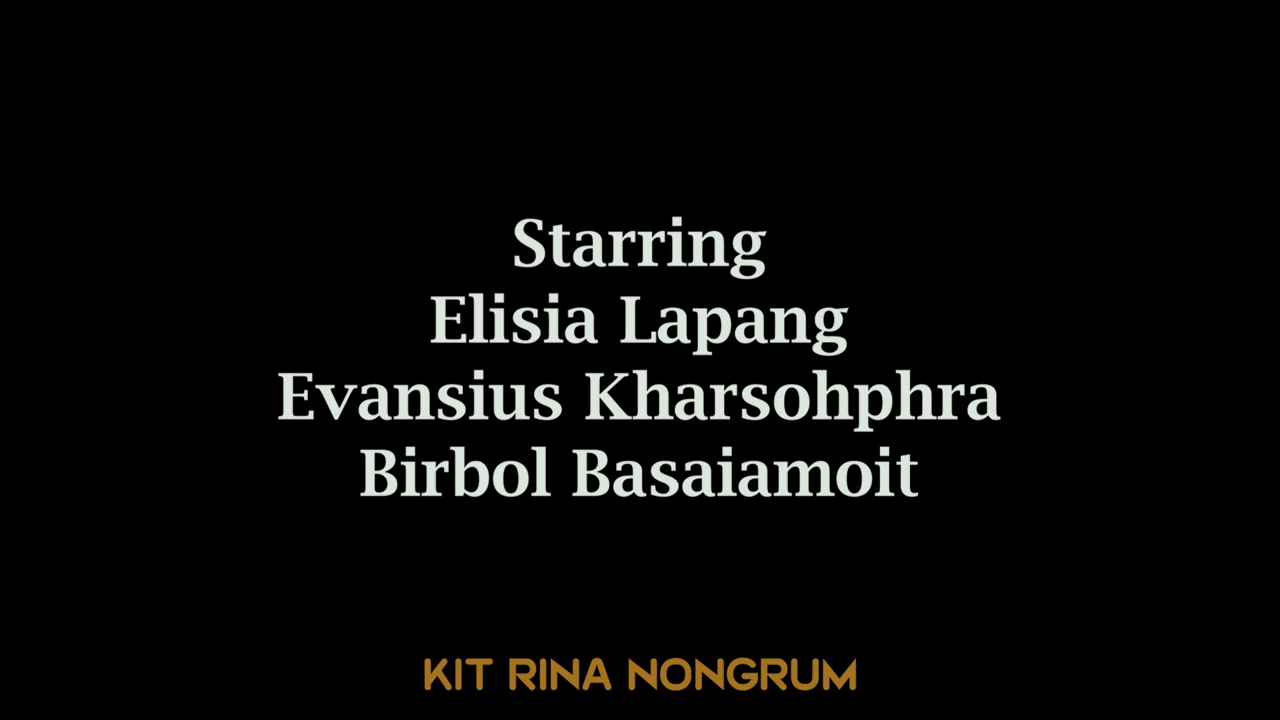 Starring
Elisia Lapang
Evansius Kharsohphra
Birbol Basaiamoit
KIT RINA NONGRUM